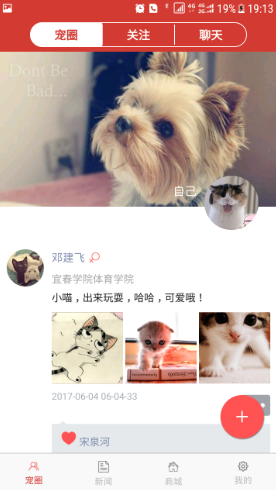 19% 19:13
宠圈 关注 聊天
Dont Be
Bad...
自己
邓建飞
宜春学院体育学院
小喵，出来玩耍，哈哈，可爱哦！
2017-06-04 06-04-33
宋泉河
宠圈 新闻 商城 我的